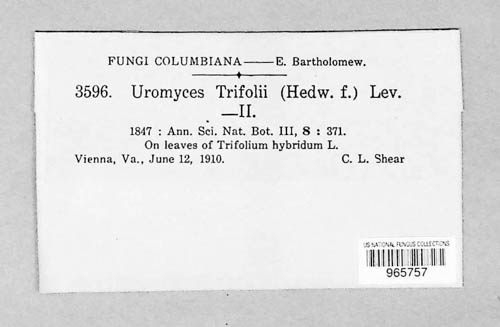 FUNGI COLUMBIANA——E. Bartholomew.
3596. Uromyces Trifolii (Hedw. f.) Lev.
—II.
1847 : Ann. Sci. Nat. Bot. III, 8 : 371.
On leaves of Trifolium hybridum L.
Vienna, Va., June 12, 1910. C. L. Shear
US NATIONAL FUNGUS COLLECTIONS
965757